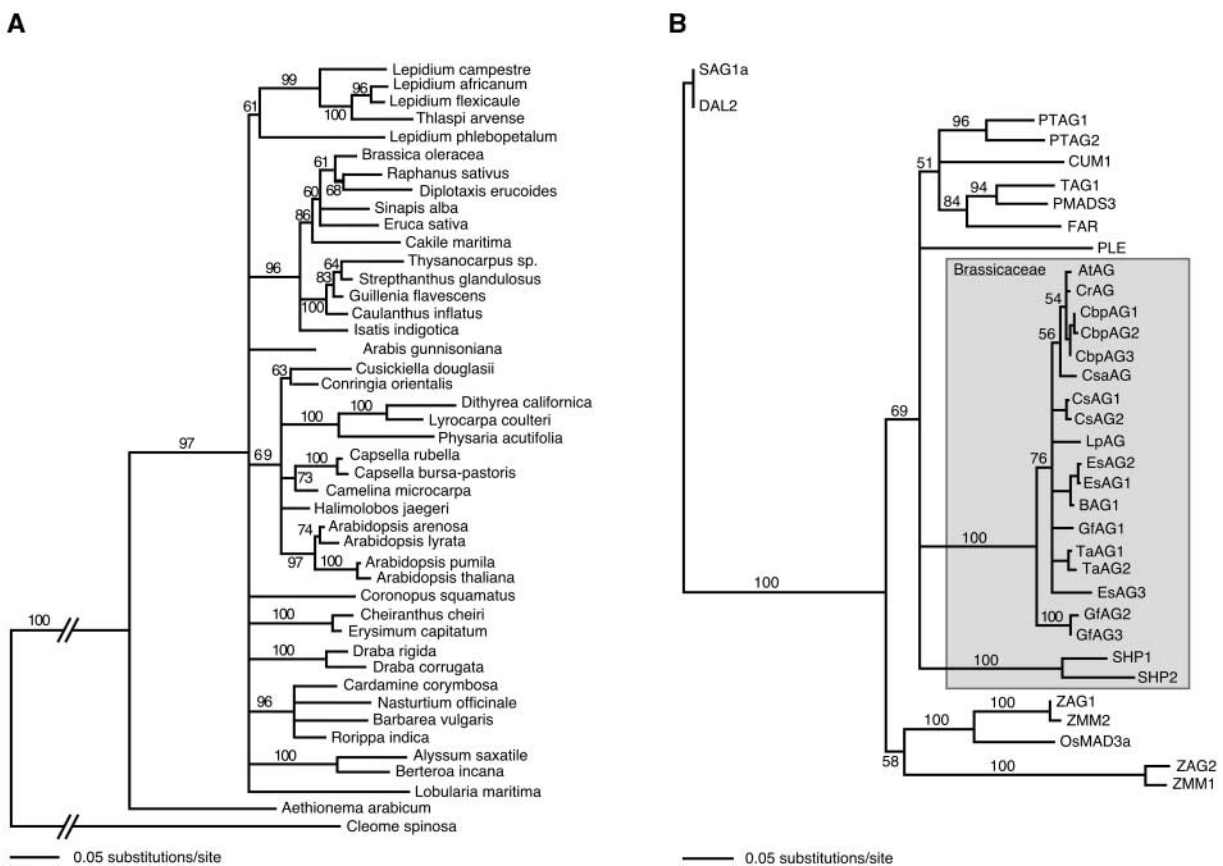 A
99
Lepidium campestre
96
Lepidium africanum
61
Lepidium flexicaule
100
Thlaspi arvense
Lepidium phlebopetalum
Brassica oleracea
61
Raphanus sativus
68
Diplotaxis erucoides
60
Sinapis alba
86
Eruca sativa
Cakile maritima
96
64
Thysanocarpus sp.
83
Strepthanthus glandulosus
Guillenia flavescens
100
Caulanthus inflatus
Isatis indigotica
Arabis gunnisoniana
63
Cusickiella douglasii
Conringia orientalis
100
Dithyrea californica
100
Lyrocarpa coulteri
Physaria acutifolia
97
69
100
Capsella rubella
73
Capsella bursa-pastoris
Camelina microcarpa
Halimolobos jaegeri
74
Arabidopsis arenosa
Arabidopsis lyrata
97
100
Arabidopsis pumila
Arabidopsis thaliana
Coronopus squamatus
100
Cheiranthus cheiri
100
Erysimum capitatum
100
Draba rigida
Draba corrugata
Cardamine corymbosa
96
Nasturtium officinale
Barbarea vulgaris
Rorippa indica
100
Alyssum saxatile
Berteroa incana
Lobularia maritima
Aethionema arabicum
Cleome spinosa
0.05 substitutions/site
B
SAG1a
DAL2
96
PTAG1
PTAG2
51
CUM1
94
TAG1
84
PMADS3
FAR
PLE
Brassicaceae
AtAG
54
CrAG
CbpAG1
56
CbpAG2
CbpAG3
CsaAG
69
CsAG1
CsAG2
LpAG
76
EsAG2
EsAG1
BAG1
GfAG1
100
TaAG1
TaAG2
100
EsAG3
100
GfAG2
GfAG3
100
SHP1
SHP2
100
ZAG1
100
ZMM2
OsMAD3a
58
100
ZAG2
ZMM1
0.05 substitutions/site